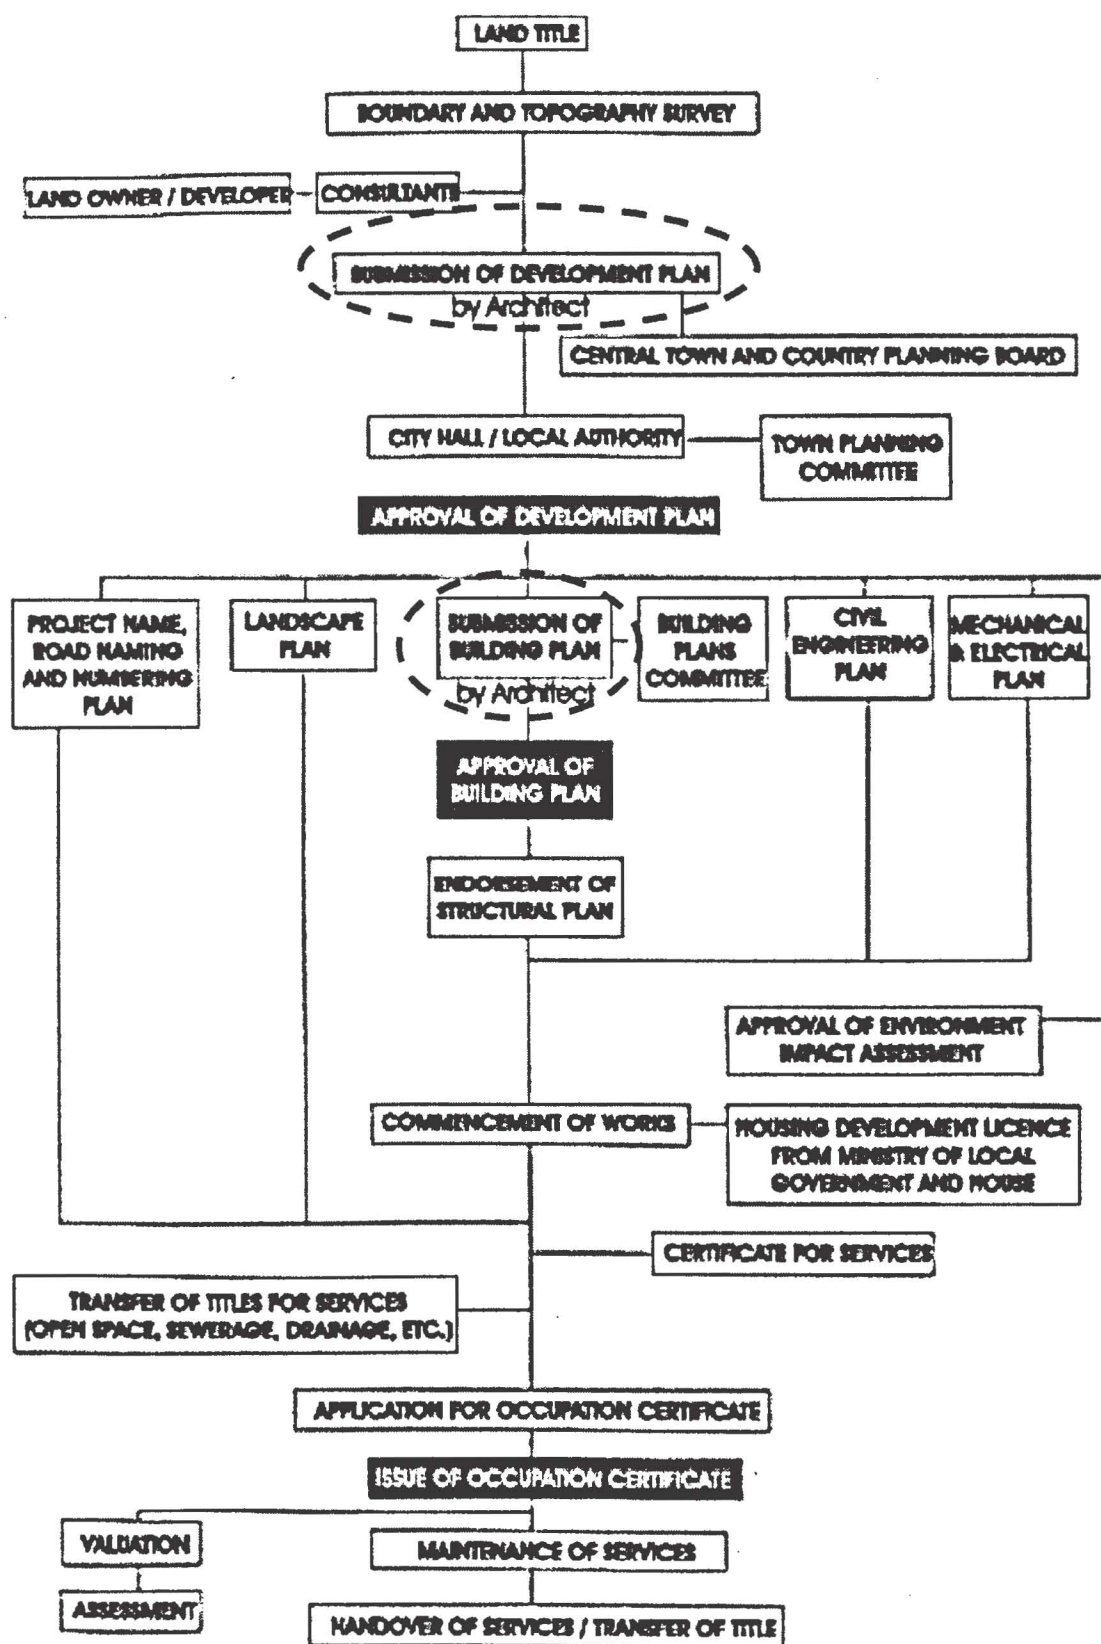 LAND TITLE
BOUNDARY AND TOPOGRAPHY SURVEY
LAND OWNER / DEVELOPER
CONSULTANTS
SUBMISSION OF DEVELOPMENT PLAN
by Architect
CENTRAL TOWN AND COUNTRY PLANNING BOARD
CITY HALL / LOCAL AUTHORITY
TOWN PLANNING
COMMITTEE
APPROVAL OF DEVELOPMENT PLAN
PROJECT NAME,
ROAD NAMING
AND NUMBERING
PLAN
LANDSCAPE
PLAN
SUBMISSION OF
BUILDING PLAN
by Architect
BUILDING
PLANS
COMMITTEE
CIVIL
ENGINEERING
PLAN
MECHANICAL
& ELECTRICAL
PLAN
APPROVAL OF
BUILDING PLAN
ENDORSEMENT OF
STRUCTURAL PLAN
APPROVAL OF ENVIRONMENT
IMPACT ASSESSMENT
COMMENCEMENT OF WORKS
HOUSING DEVELOPMENT LICENCE
FROM MINISTRY OF LOCAL
GOVERNMENT AND HOUSE
CERTIFICATE FOR SERVICES
TRANSFER OF TITLES FOR SERVICES
(OPEN SPACE, SEWERAGE, DRAINAGE, ETC.)
APPLICATION FOR OCCUPATION CERTIFICATE
ISSUE OF OCCUPATION CERTIFICATE
VALUATION
MAINTENANCE OF SERVICES
ASSESSMENT
HANDOVER OF SERVICES / TRANSFER OF TITLE